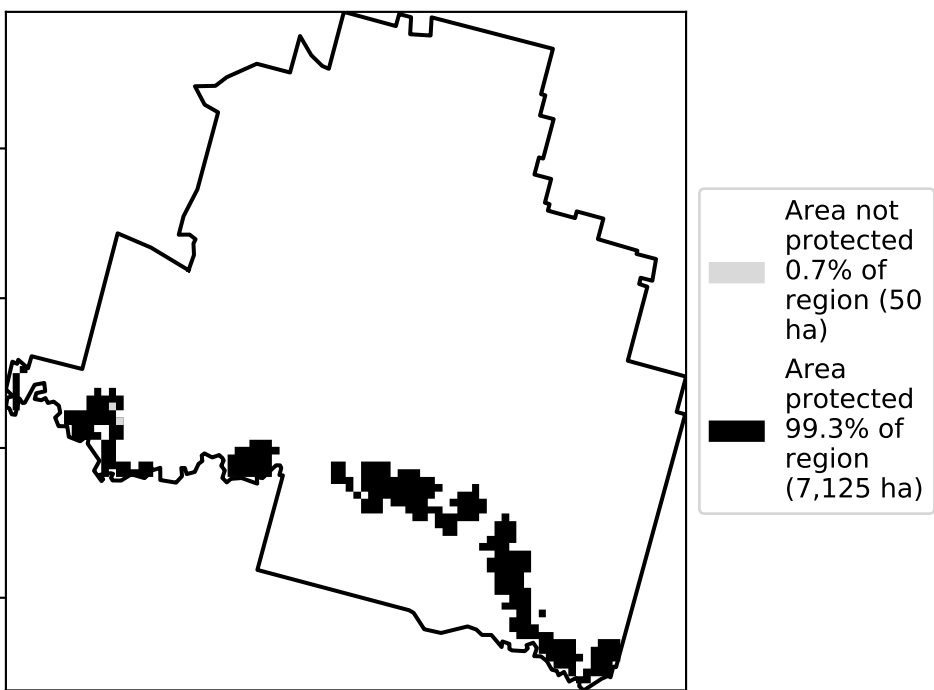 Area not
protected
0.7% of
region (50
ha)
Area
protected
99.3% of
region
(7,125 ha)